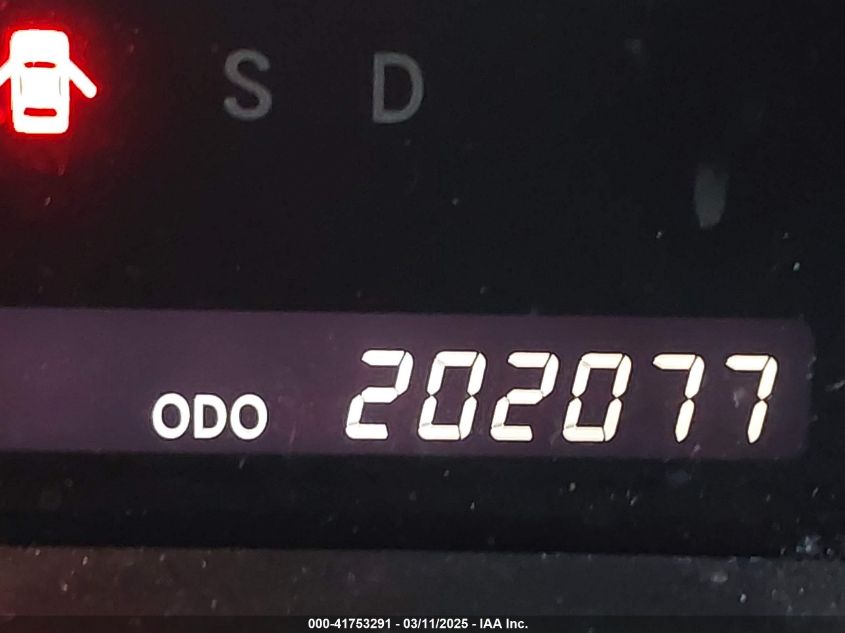 S D
ODO 202077
000-41753291 - 03/11/2025 - IAA Inc.